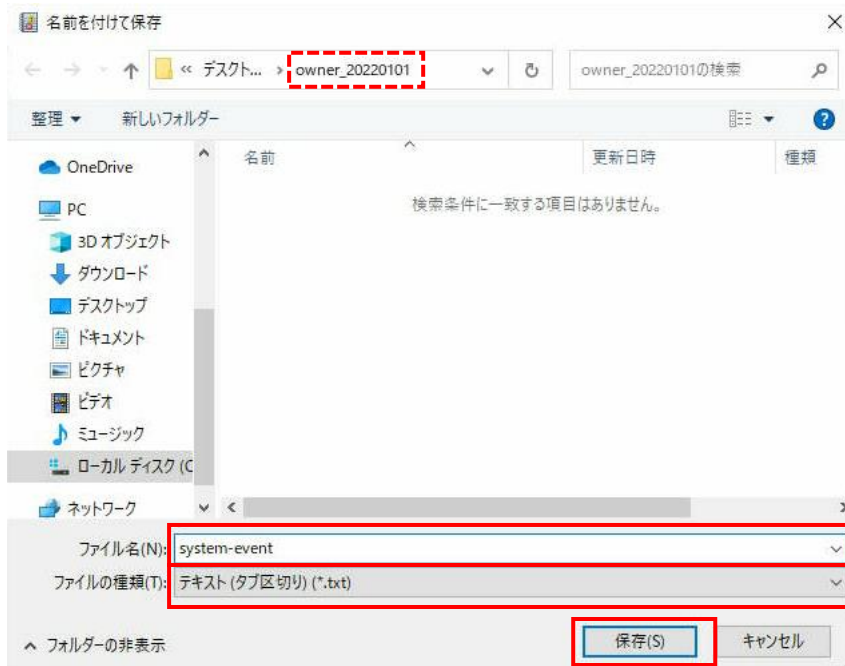 名前を付けて保存
« デスクト... › owner_20220101
owner_20220101の検索
整理
新しいフォルダー
名前
更新日時
種類
検索条件に一致する項目はありません。
OneDrive
PC
3D オブジェクト
ダウンロード
デスクトップ
ドキュメント
ピクチャ
ビデオ
ミュージック
ローカル ディスク (C
ネットワーク
ファイル名(N): system-event
ファイルの種類(T): テキスト (タブ区切り) (*.txt)
フォルダーの非表示
保存(S)
キャンセル